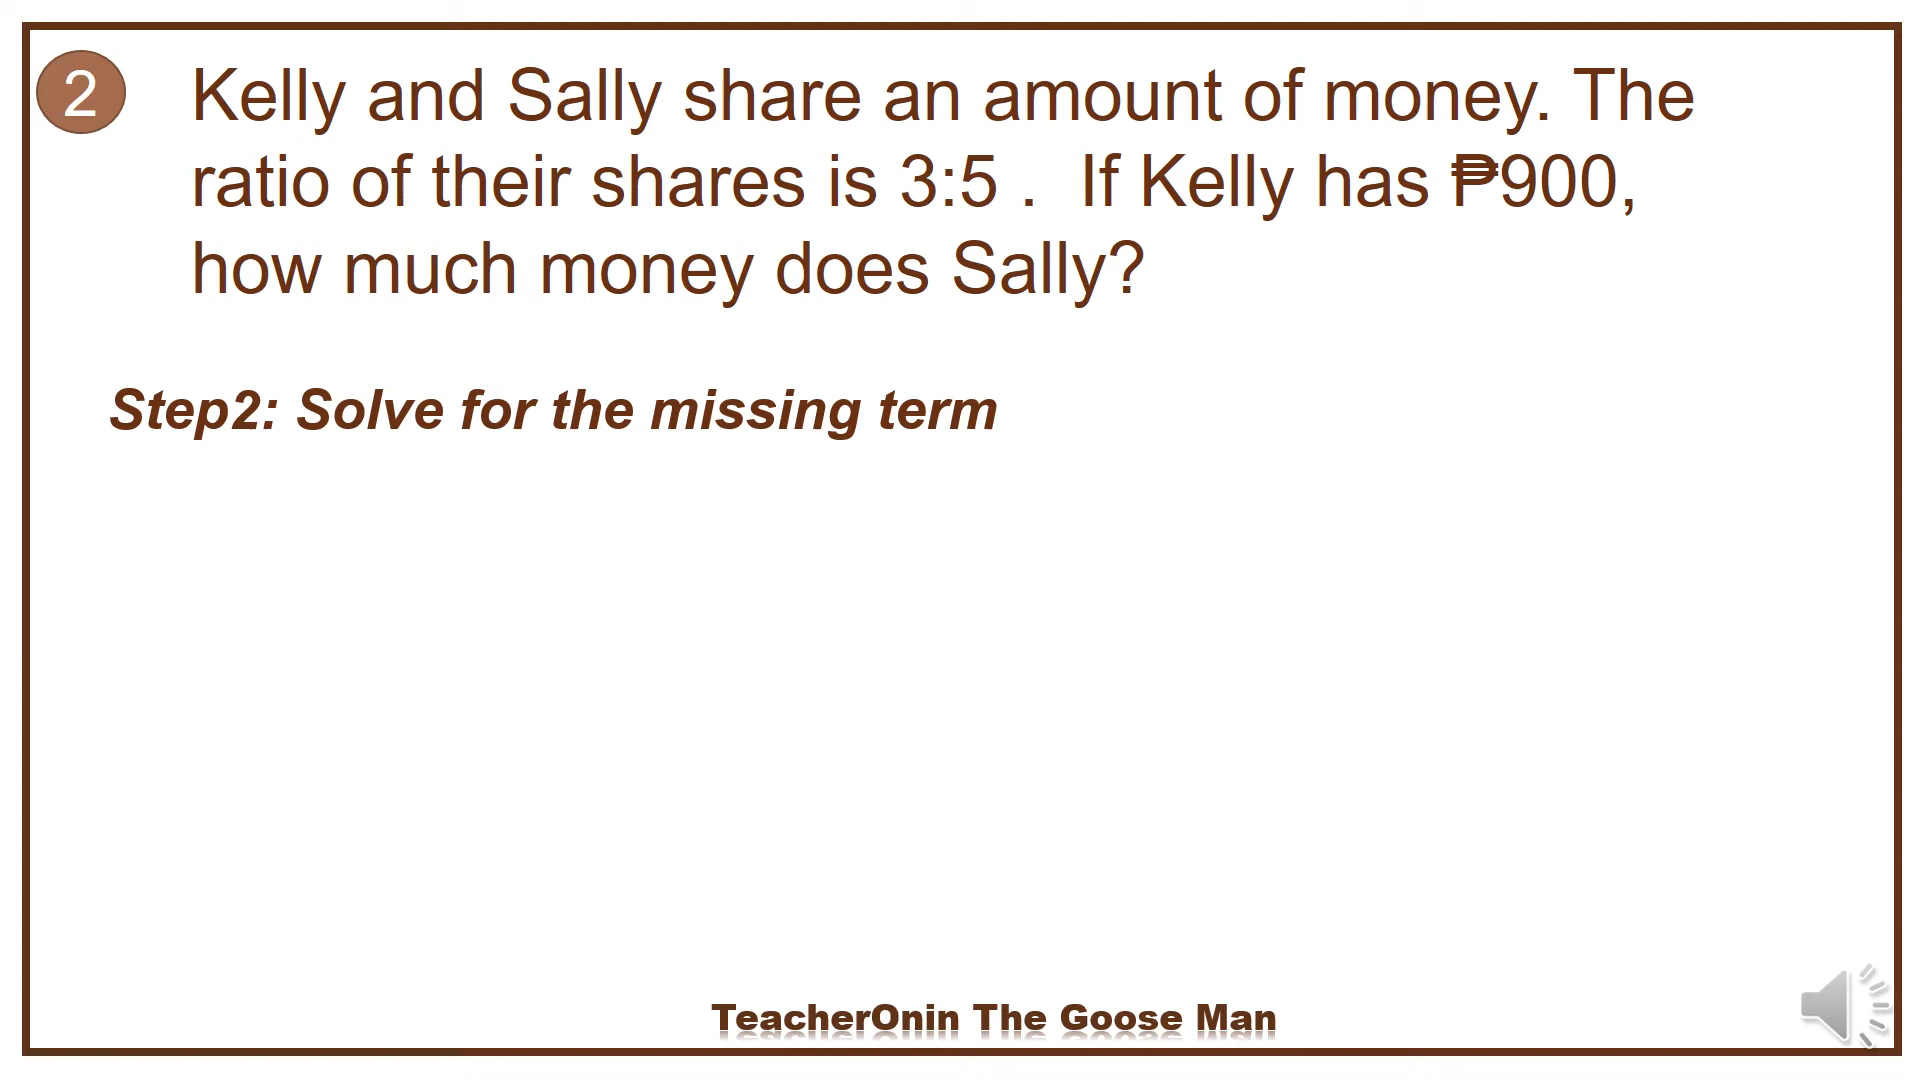 2
Kelly and Sally share an amount of money. The
ratio of their shares is 3:5 .  If Kelly has ₱900,
how much money does Sally?
Step2: Solve for the missing term
TeacherOnin The Goose Man